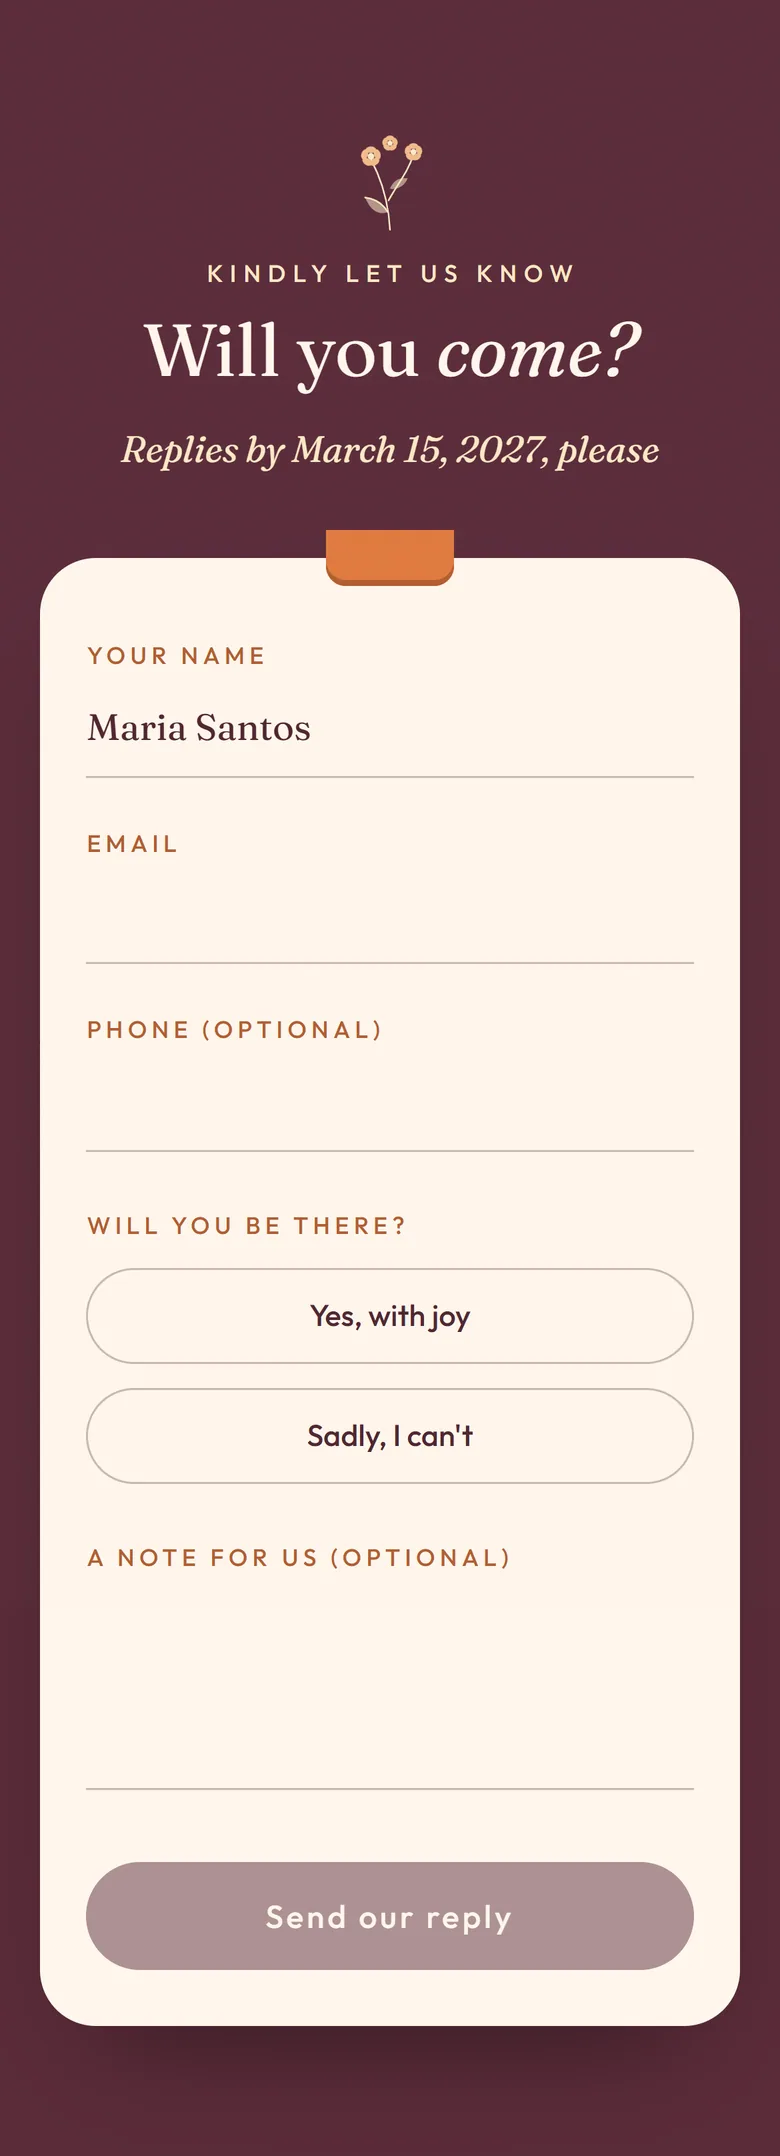 KINDLY LET US KNOW
Will you come?
Replies by March 15, 2027, please
YOUR NAME
Maria Santos
EMAIL
PHONE (OPTIONAL)
WILL YOU BE THERE?
Yes, with joy
Sadly, I can't
A NOTE FOR US (OPTIONAL)
Send our reply